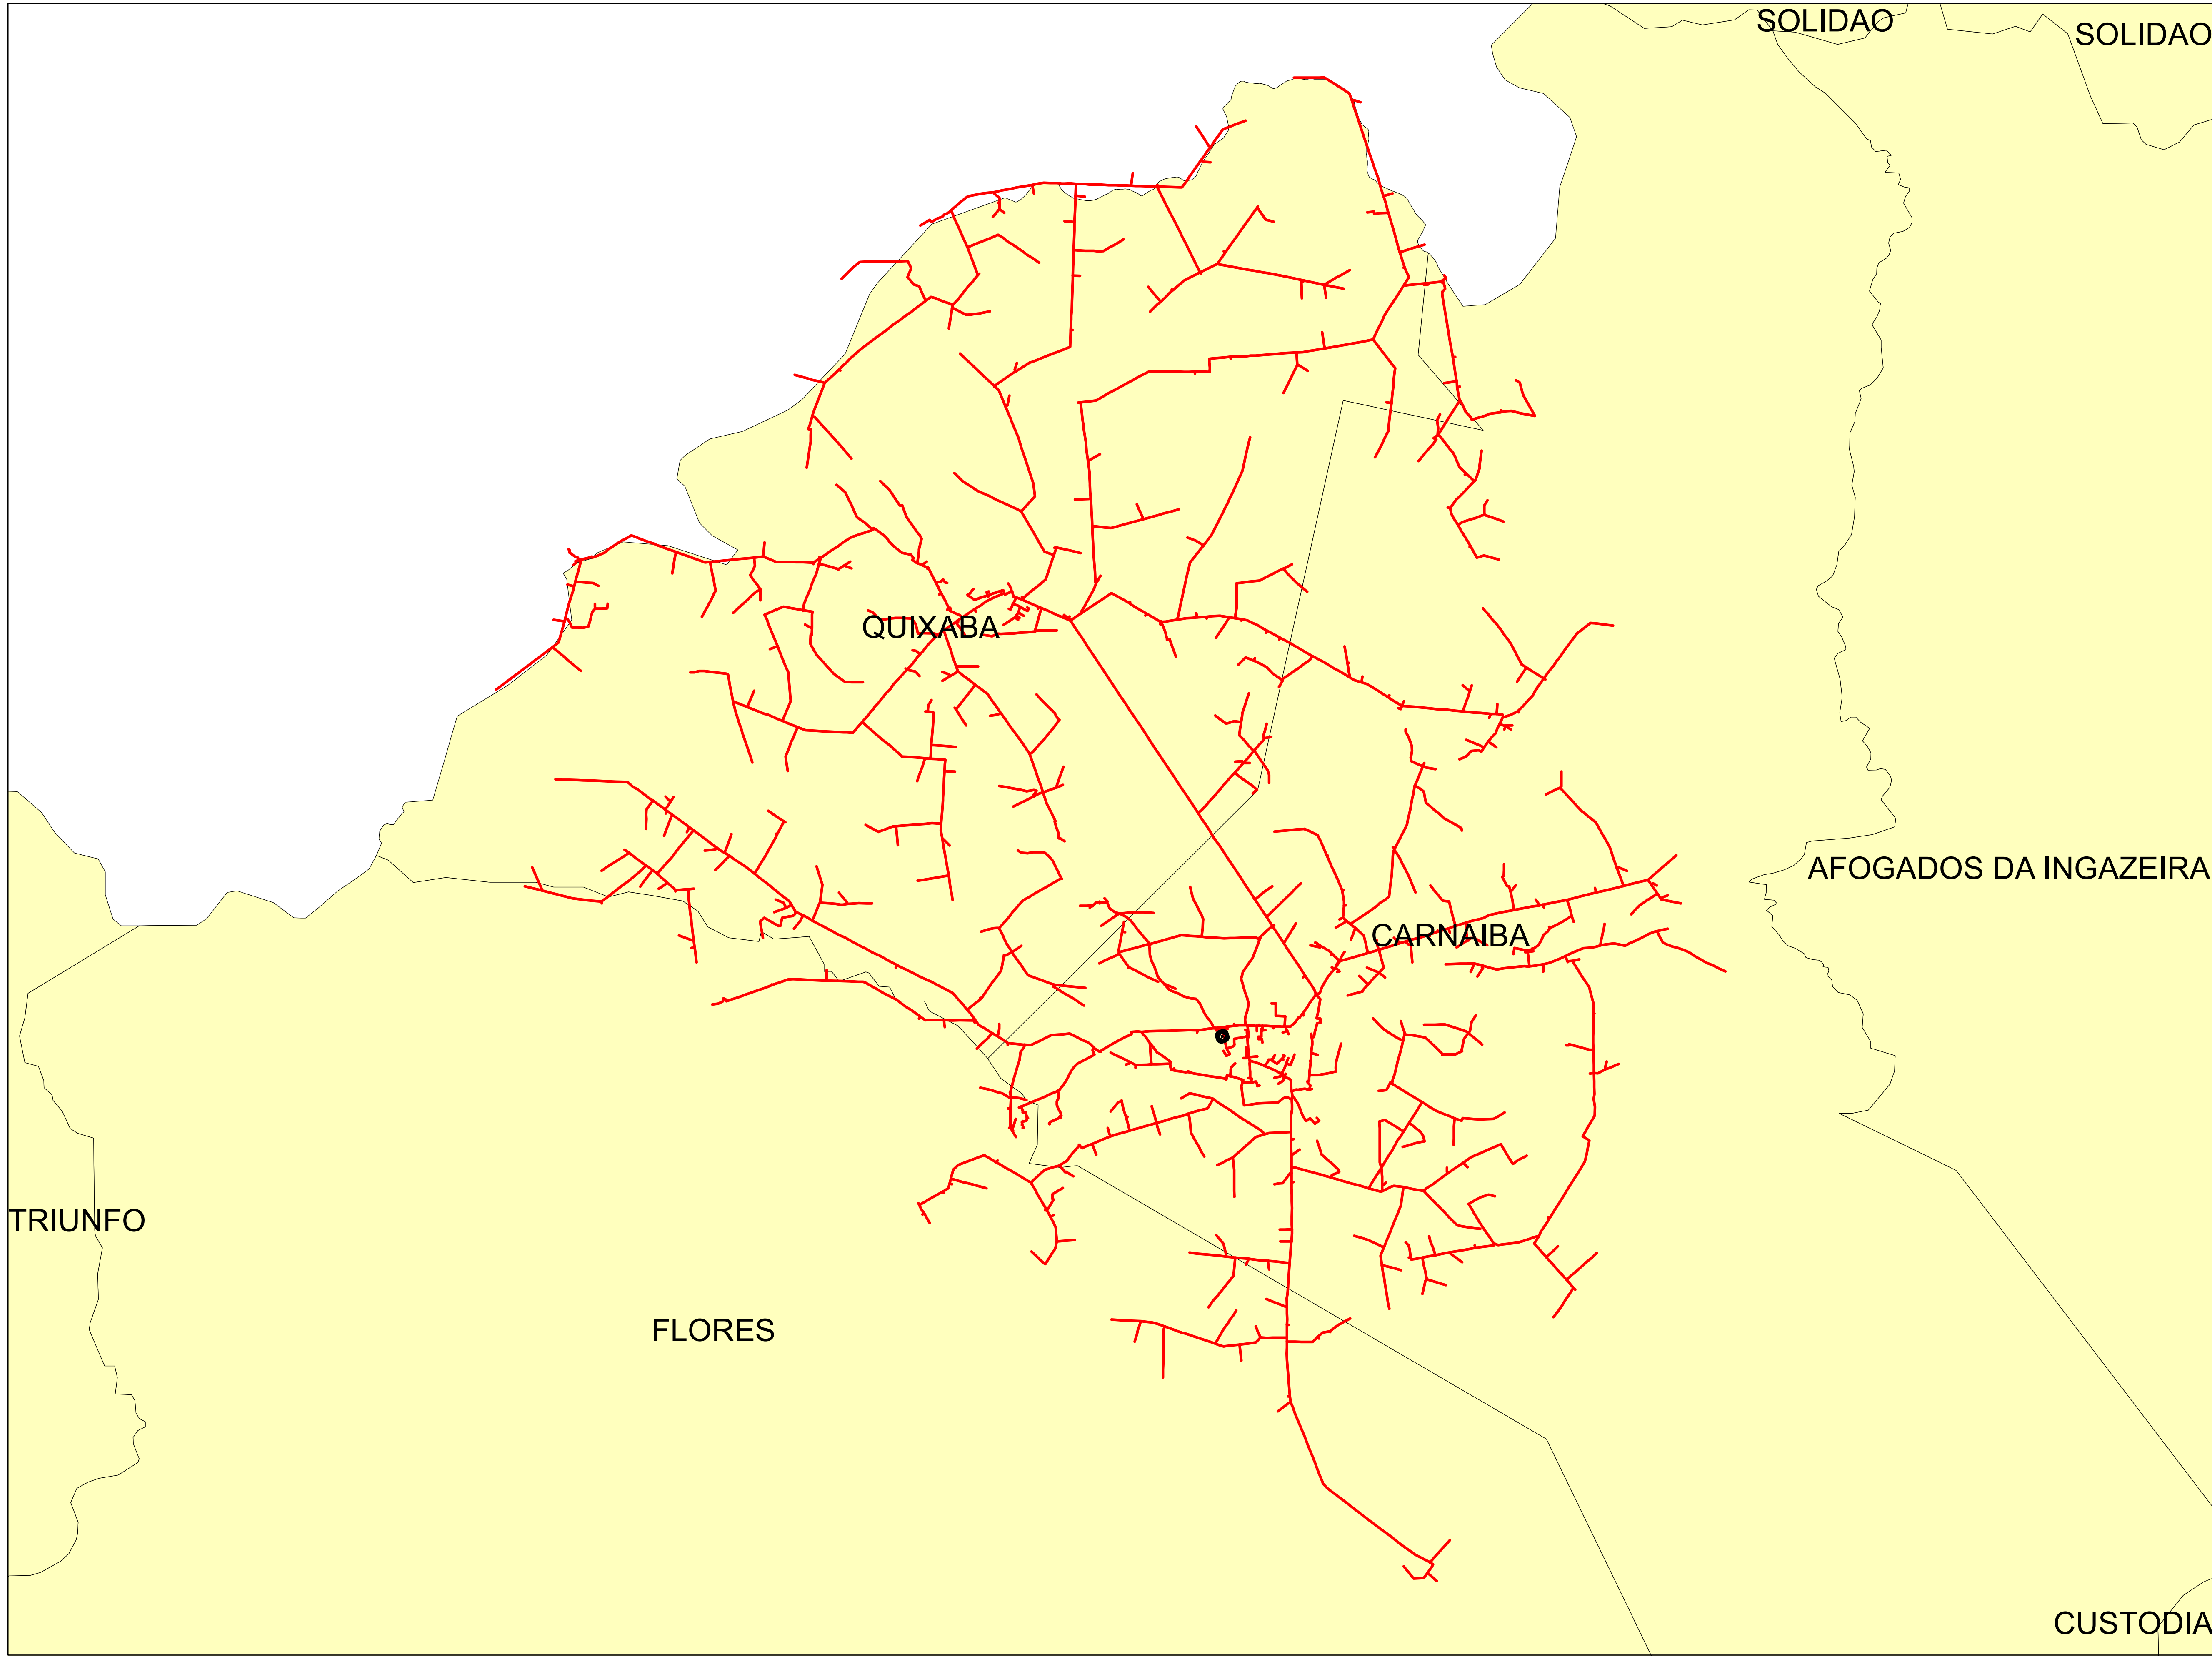 SOLIDAO
SOLIDAO
QUIXABA
AFOGADOS DA INGAZEIRA
CARNAIBA
TRIUNFO
FLORES
CUSTODIA